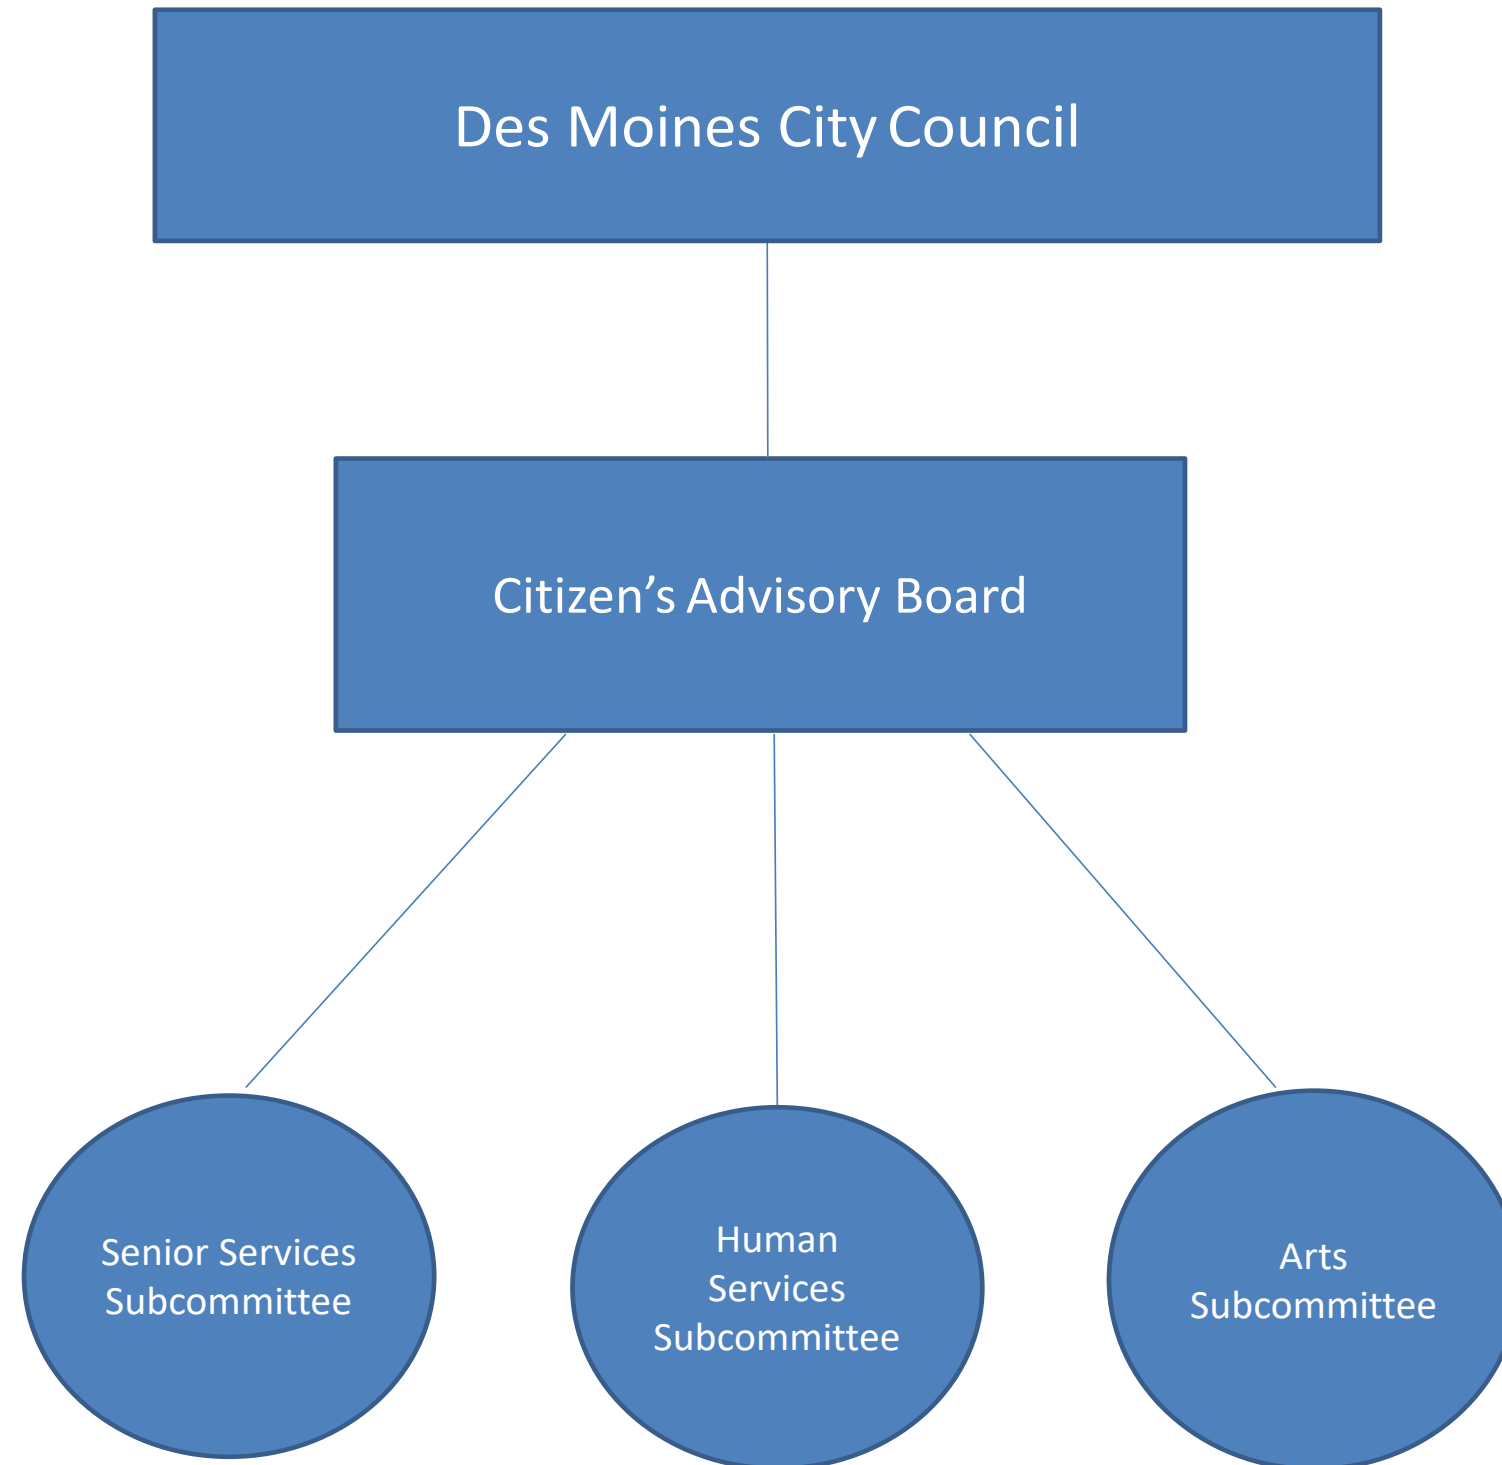 Des Moines City Council
Citizen’s Advisory Board
Senior Services
Subcommittee
Human
Services
Subcommittee
Arts
Subcommittee